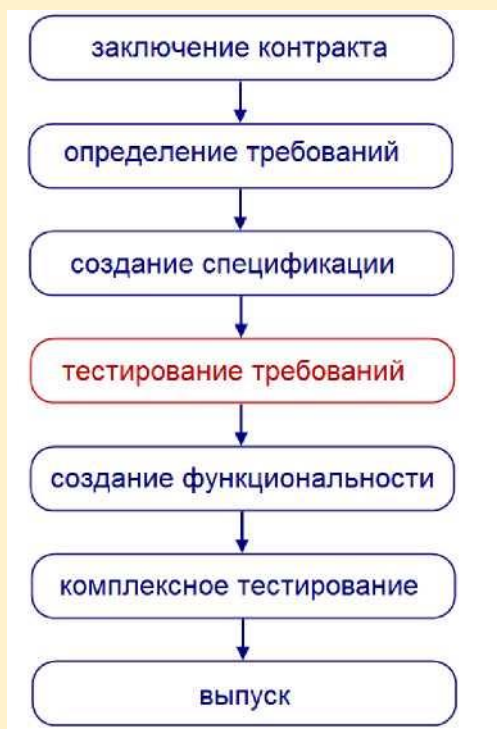 заключение контракта
определение требований
создание спецификации
тестирование требований
создание функциональности
комплексное тестирование
выпуск